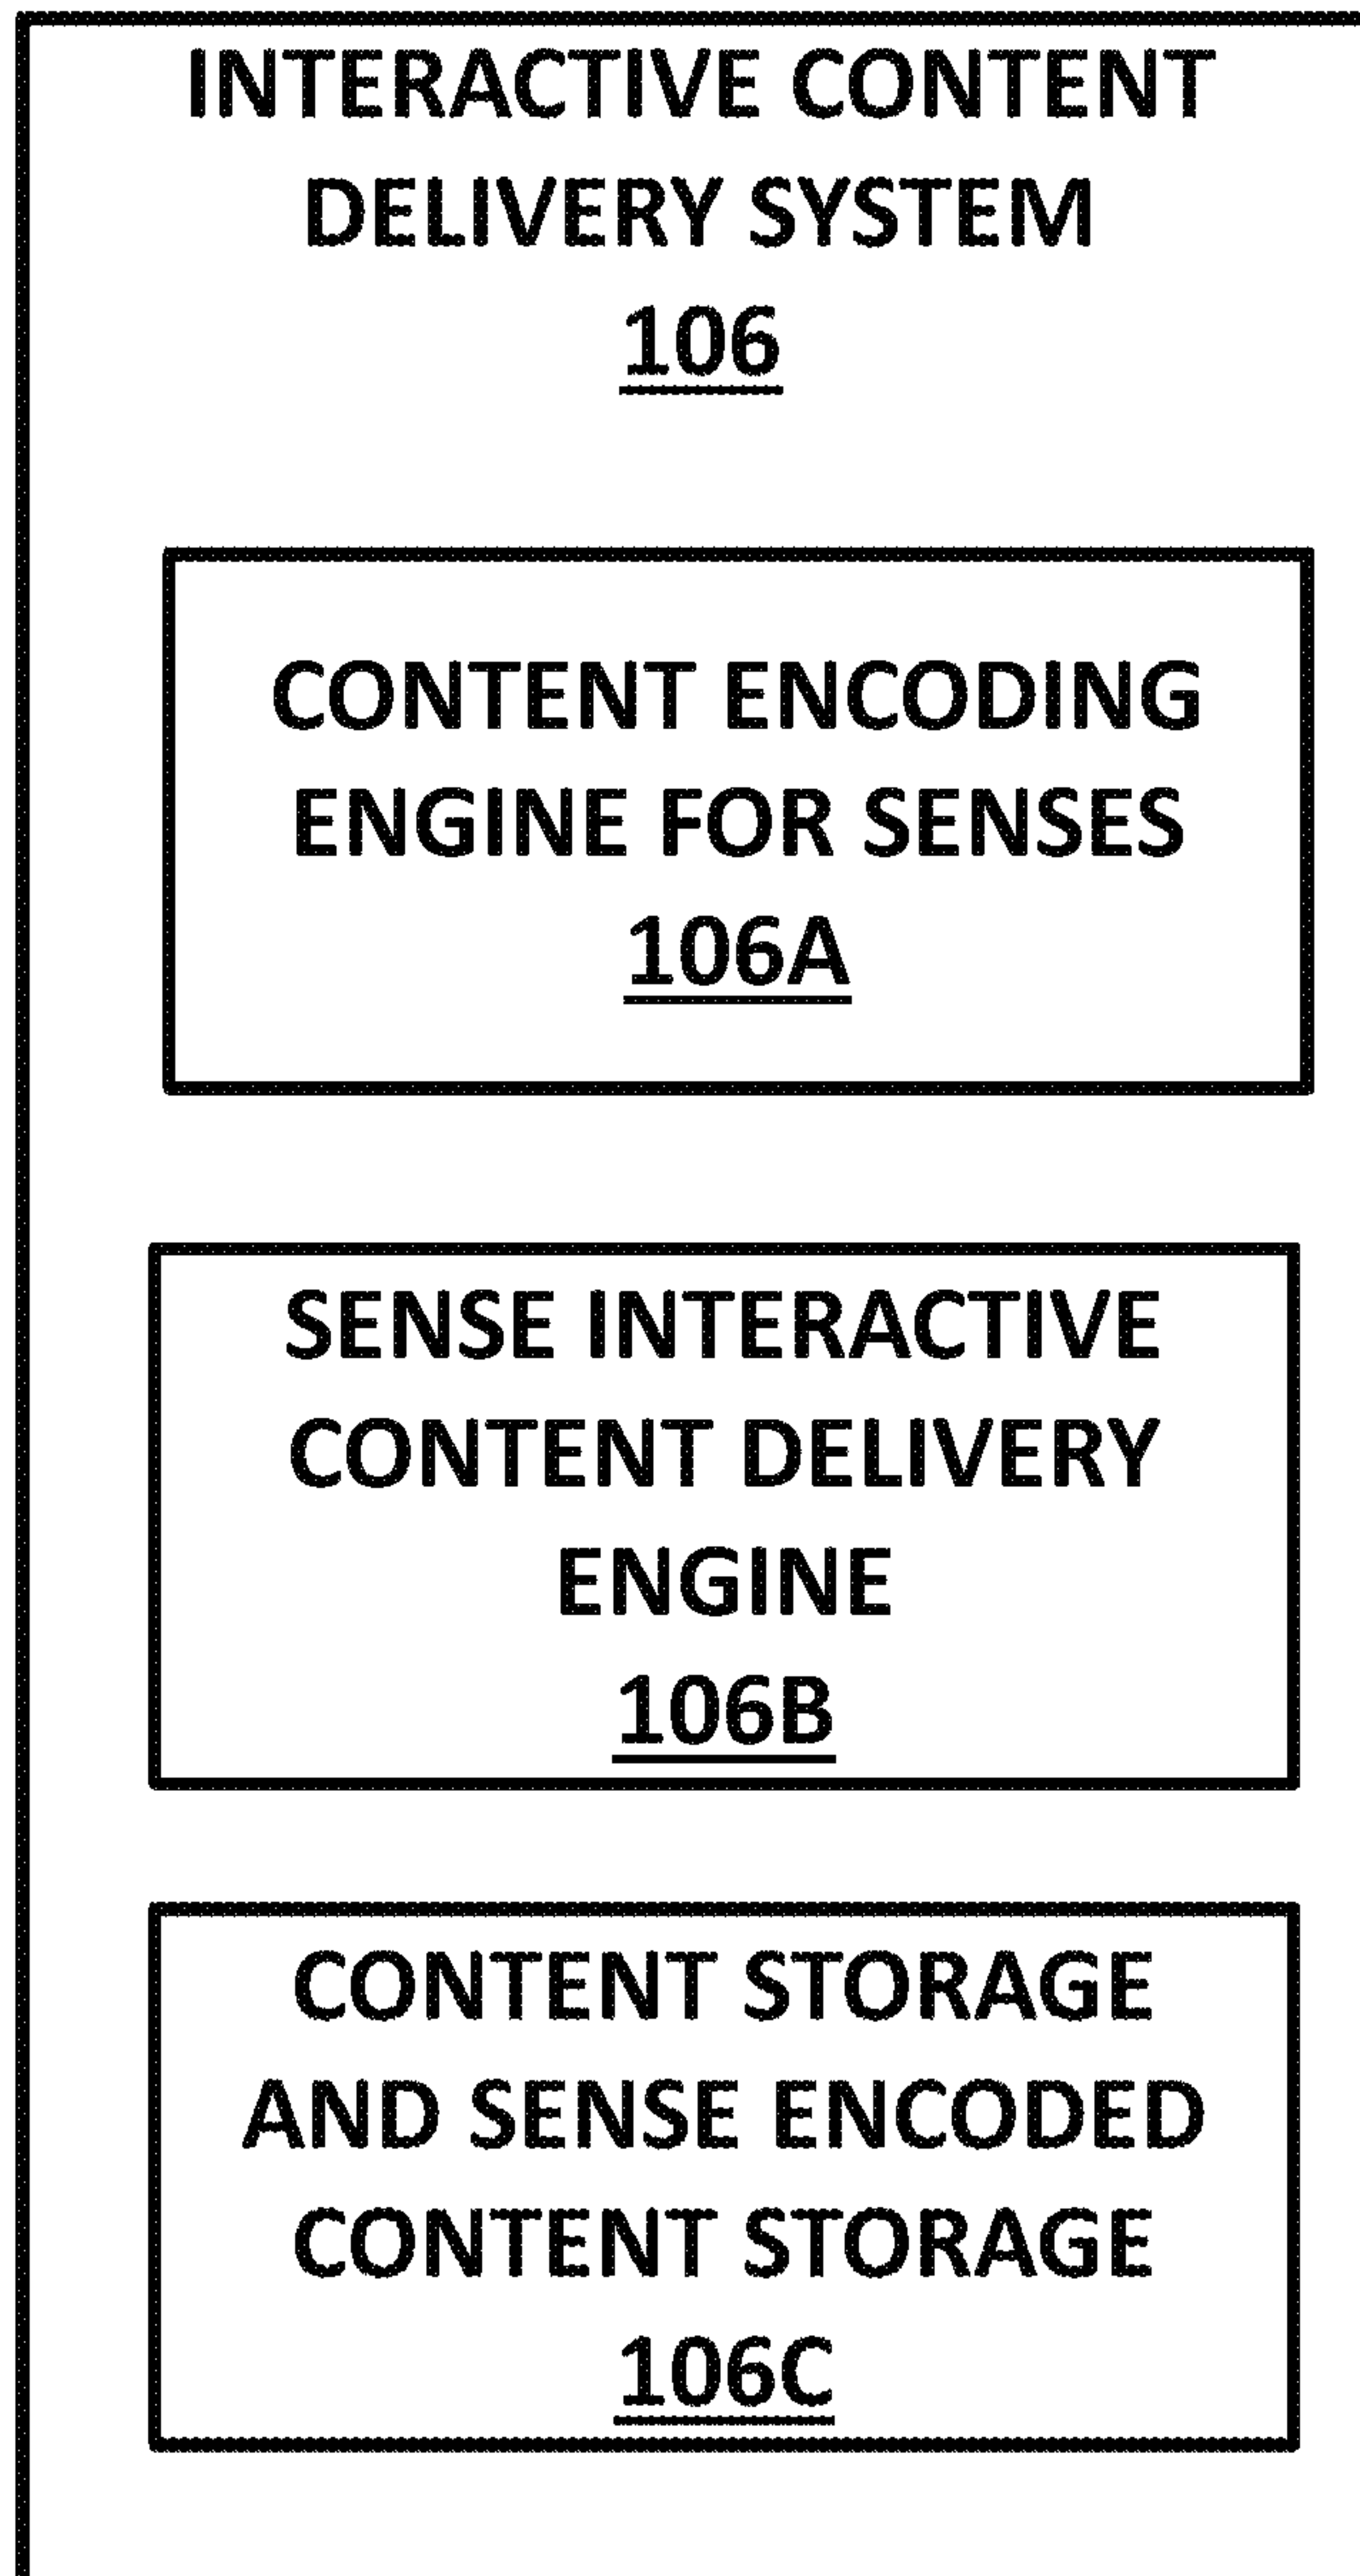 INTERACTIVE CONTENT
DELIVERY SYSTEM
106
CONTENT ENCODING
ENGINE FOR SENSES
106A
SENSE INTERACTIVE
CONTENT DELIVERY
ENGINE
106B
CONTENT STORAGE
AND SENSE ENCODED
CONTENT STORAGE
106C